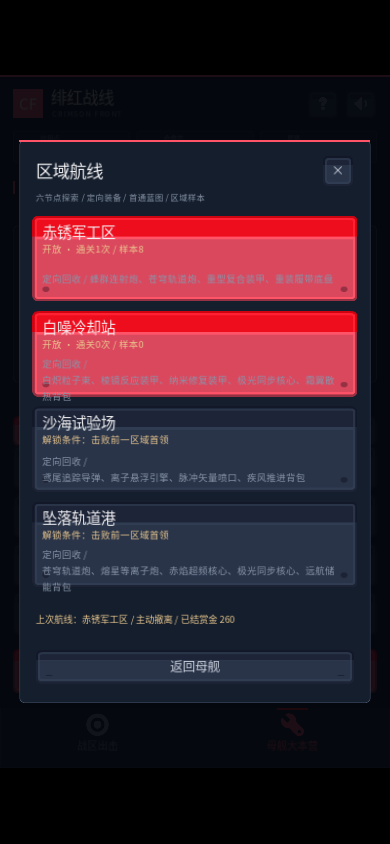 CF
绯红战线
?
区域航线
×
六节点探索 / 定向装备 / 首通蓝图 / 区域样本
赤锈军工区
开放 · 通关1次 / 样本8
定向回收 / 蜂群连射炮、苍穹轨道炮、重型复合装甲、重装履带底盘
白噪冷却站
开放 · 通关0次 / 样本0
定向回收 /
白炽粒子束、棱镜反应装甲、纳米修复装甲、极光同步核心、霜翼散
热背包
沙海试验场
解锁条件：击败前一区域首领
定向回收 /
鸢尾追踪导弹、离子悬浮引擎、脉冲矢量喷口、疾风推进背包
坠落轨道港
解锁条件：击败前一区域首领
定向回收 /
苍穹轨道炮、熔星等离子炮、赤焰超频核心、极光同步核心、远航储
能背包
上次航线：赤锈军工区 / 主动撤离 / 已结赏金 260
返回母舰